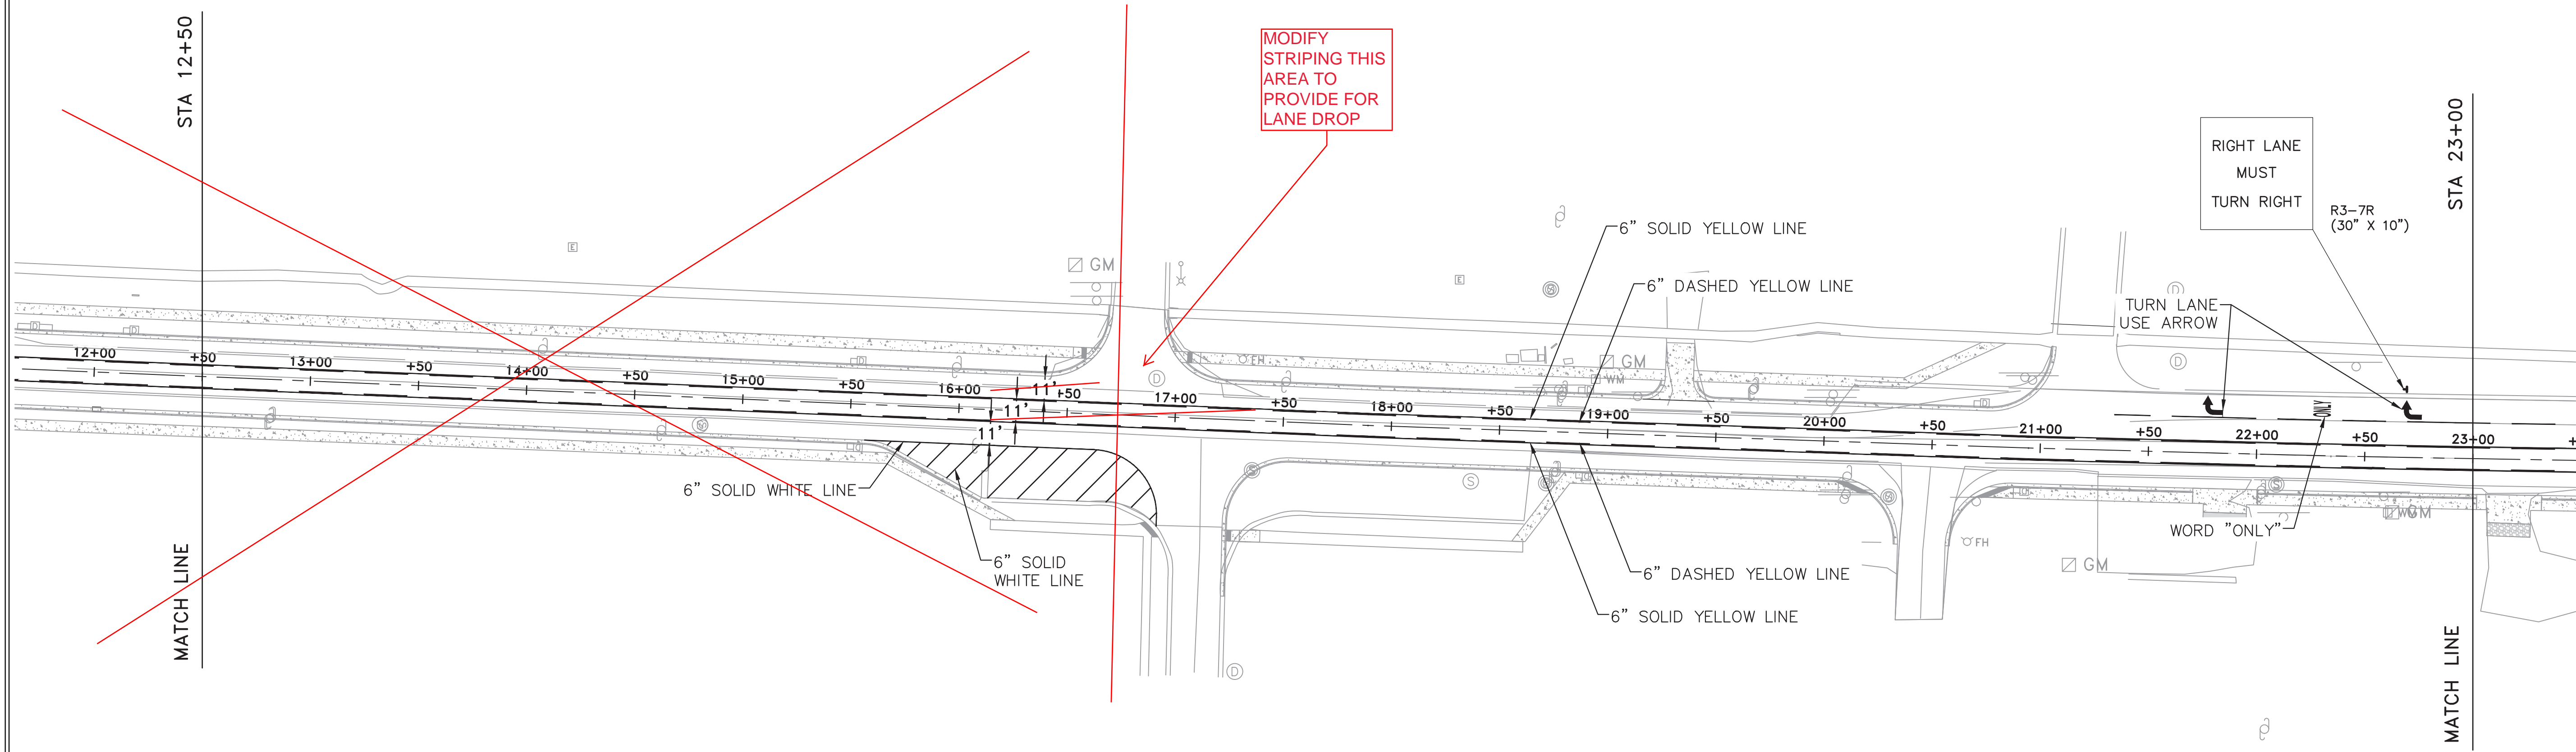 STA 12+50
MATCH LINE
MODIFY
STRIPING THIS
AREA TO
PROVIDE FOR
LANE DROP
RIGHT LANE
MUST
TURN RIGHT
R3-7R
(30" X 10")
STA 23+00
MATCH LINE
E
GM
E
S
6" SOLID YELLOW LINE
6" DASHED YELLOW LINE
TURN LANE
USE ARROW
D
D
D
D
D
D
D
FH
GM
WM
D
D
12+00 +50 13+00 +50 14+00 +50 15+00 +50 16+00 +50 17+00 +50 18+00 +50 19+00 +50 20+00 +50 21+00 +50 22+00 +50 23+00
11'
11'
11'
ONLY
6" SOLID WHITE LINE
6" SOLID
WHITE LINE
S
S
S
S
S
D
D
FH
GM
WM
GM
WORD "ONLY"
6" DASHED YELLOW LINE
6" SOLID YELLOW LINE
D